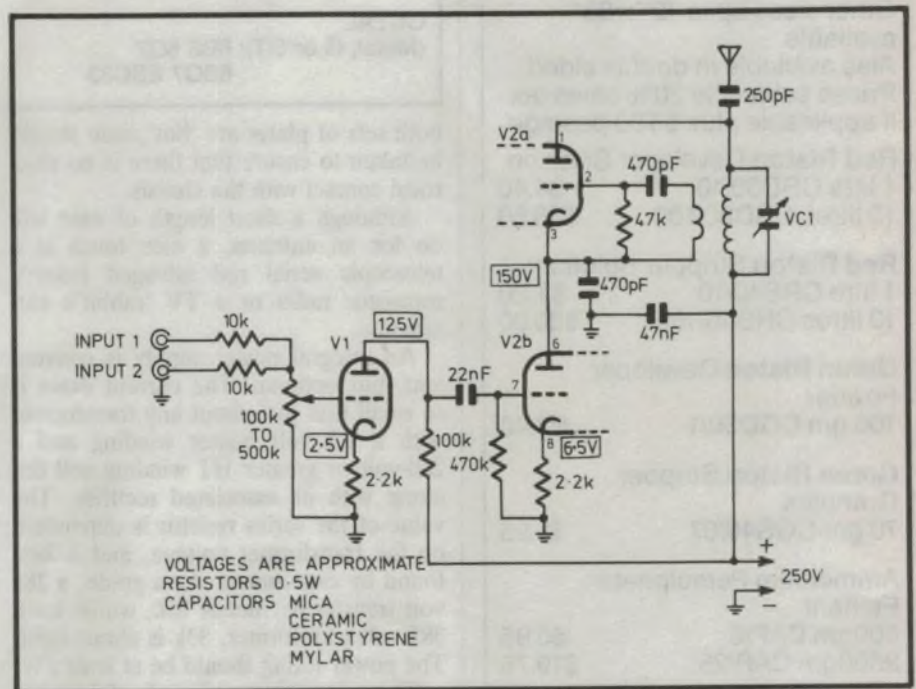 250pF
V2a
1
470pF
2
47k
VC1
3
150V
470pF
47nF
10k
INPUT 1
INPUT 2
10k
125V
V1
22nF
V2b
6
7
100k
TO
500k
2·5V
100k
470k
8
6·5V
2·2k
2·2k
VOLTAGES ARE APPROXIMATE
RESISTORS 0·5W
CAPACITORS MICA
CERAMIC
POLYSTYRENE
MYLAR
+
250V
−